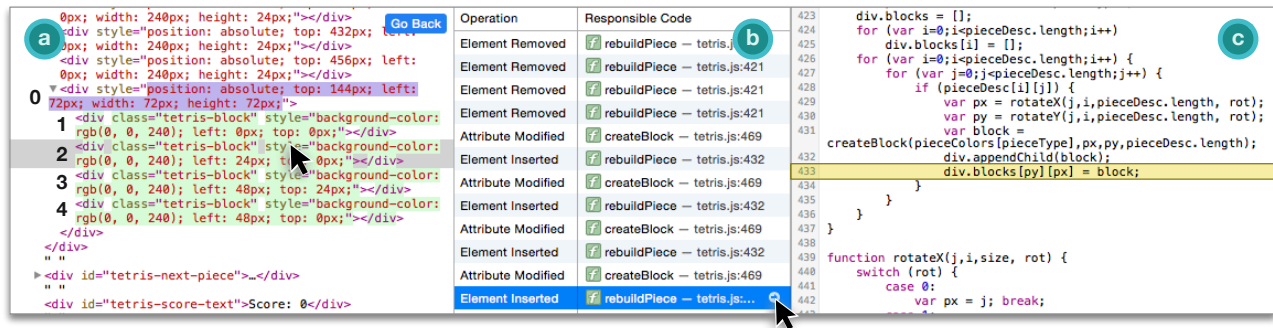 0px; width: 240px; height: 24px;"></div>
<div style="position: absolute; top: 432px; left:
0px; width: 240px; height: 24px;"></div>
<div style="position: absolute; top: 456px; left:
0px; width: 240px; height: 24px;"></div>
▼<div style="position: absolute; top: 144px; left:
72px; width: 72px; height: 72px;">
<div class="tetris-block" style="background-color:
rgb(0, 0, 240); left: 0px; top: 0px;"></div>
<div class="tetris-block" style="background-color:
rgb(0, 0, 240); left: 24px; top: 0px;"></div>
<div class="tetris-block" style="background-color:
rgb(0, 0, 240); left: 48px; top: 24px;"></div>
<div class="tetris-block" style="background-color:
rgb(0, 0, 240); left: 48px; top: 0px;"></div>
</div>
</div>
" "
▶<div id="tetris-next-piece">…</div>
" "
<div id="tetris-score-text">Score: 0</div>
Go Back
a
0
1
2
3
4
Operation Responsible Code
b
Element Removed f rebuildPiece — tetris.j
Element Removed f rebuildPiece — tetris.js:421
Element Removed f rebuildPiece — tetris.js:421
Element Removed f rebuildPiece — tetris.js:421
Attribute Modified f createBlock — tetris.js:469
Element Inserted f rebuildPiece — tetris.js:432
Attribute Modified f createBlock — tetris.js:469
Element Inserted f rebuildPiece — tetris.js:432
Attribute Modified f createBlock — tetris.js:469
Element Inserted f rebuildPiece — tetris.js:432
Attribute Modified f createBlock — tetris.js:469
Element Inserted f rebuildPiece — tetris.js:...
c
423 div.blocks = [];
424 for (var i=0;i<pieceDesc.length;i++)
425 div.blocks[i] = [];
426 for (var i=0;i<pieceDesc.length;i++) {
427 for (var j=0;j<pieceDesc.length;j++) {
428 if (pieceDesc[i][j]) {
429 var px = rotateX(j,i,pieceDesc.length, rot);
430 var py = rotateY(j,i,pieceDesc.length, rot);
431 var block =
createBlock(pieceColors[pieceType],px,py,pieceDesc.length);
432 div.appendChild(block);
433 div.blocks[py][px] = block;
434 }
435 }
436 }
437 }
438
439 function rotateX(j,i,size, rot) {
440 switch (rot) {
441 case 0:
442 var px = j; break;